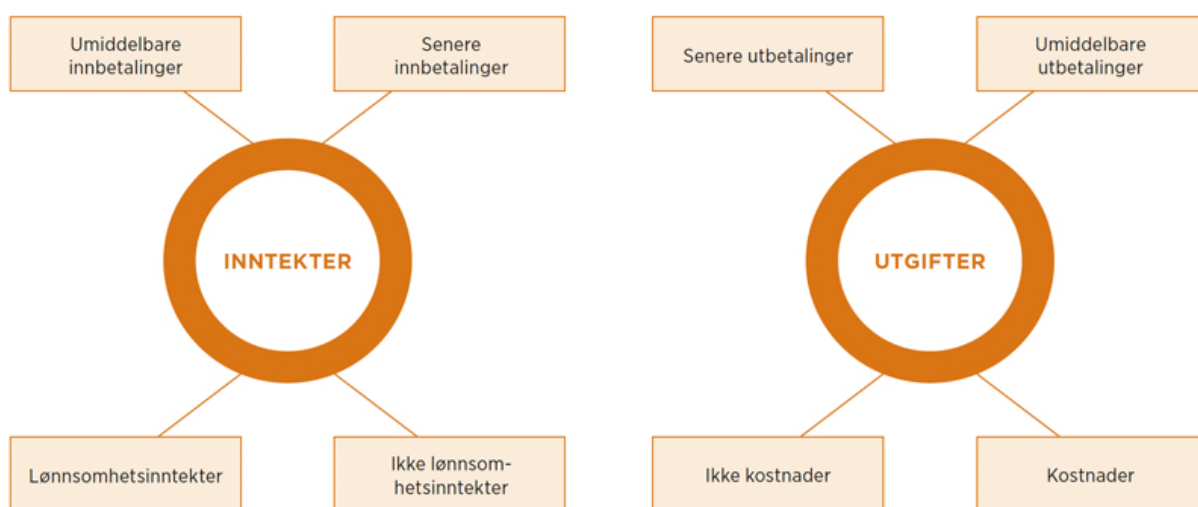 Umiddelbare
innbetalinger
Senere
innbetalinger
Senere utbetalinger
Umiddelbare
utbetalinger
INNTEKTER
UTGIFTER
Lønnsomhetsinntekter
Ikke lønnsom-
hetsinntekter
Ikke kostnader
Kostnader